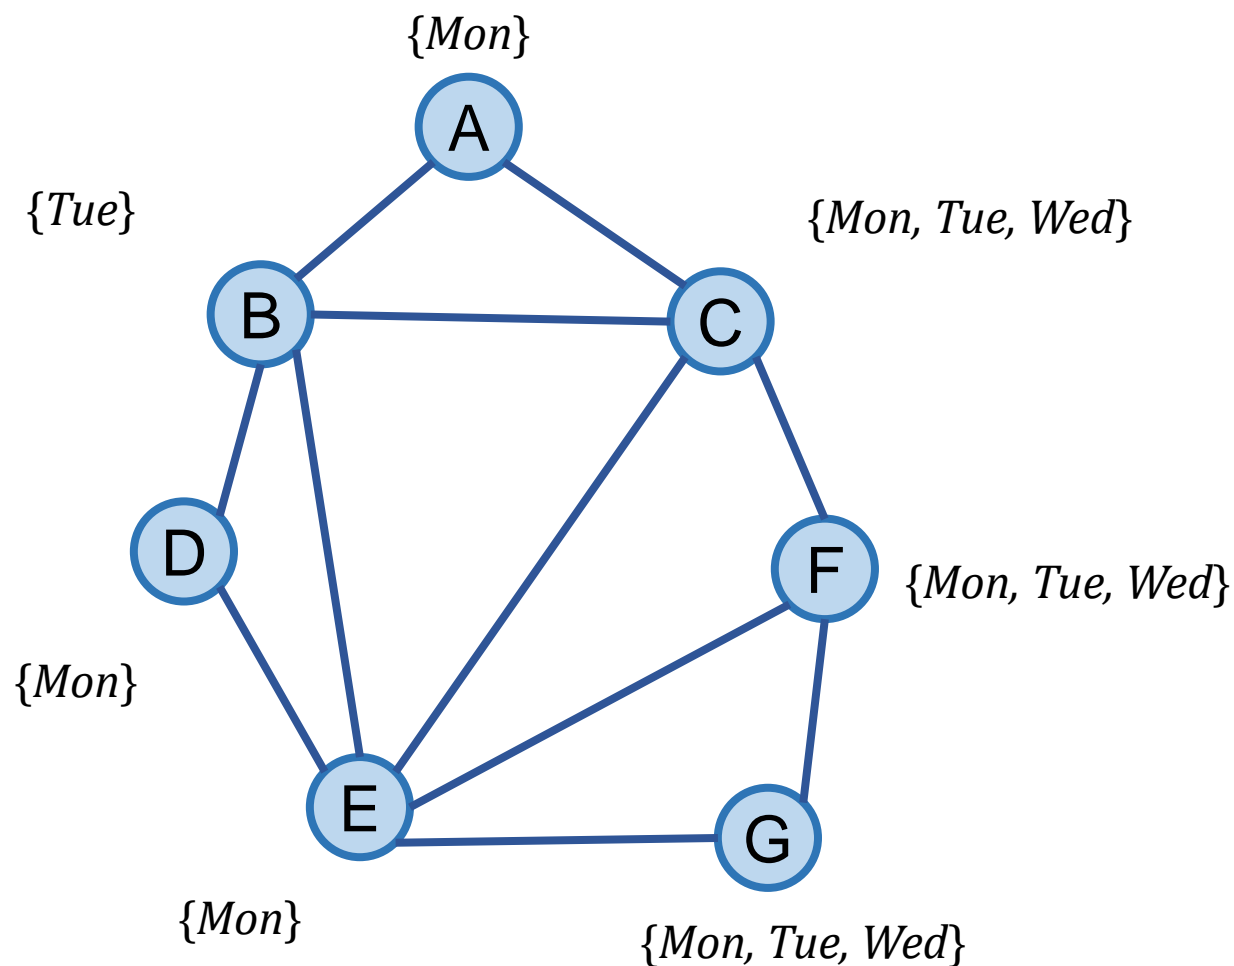 {Mon}
A
{Tue}
{Mon, Tue, Wed}
B
C
D
F
{Mon, Tue, Wed}
{Mon}
E
G
{Mon}
{Mon, Tue, Wed}